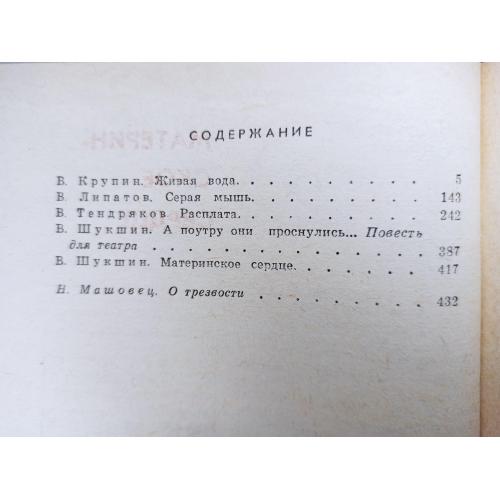 СОДЕРЖАНИЕ
В. Крупин. Живая вода. . . . . . . . . . 5
В. Липатов. Серая мышь. . . . . . . . . 143
В. Тендряков. Расплата. . . . . . . . . . 242
В. Шукшин. А поутру они проснулись... Повесть
для театра . . . . . . . . . . . . . . 387
В. Шукшин. Материнское сердце. . . . . . . 417
Н. Машовец. О трезвости . . . . . . . . . 432